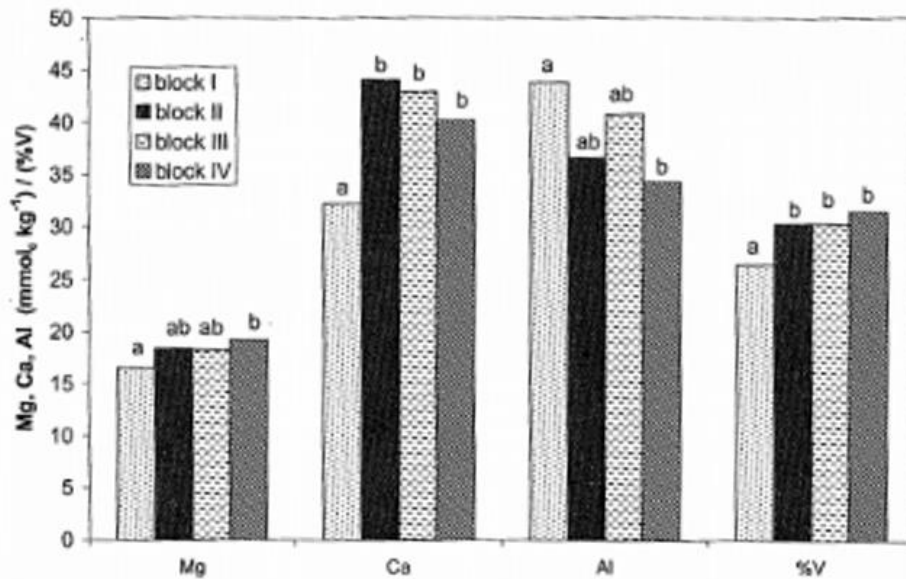 50
45
40
35
30
25
20
15
10
5
0
Mg, Ca, Al (mmolc kg-1) / (%V)
block I
block II
block III
block IV
a ab ab b
a b b b
a ab ab b
a b b b
Mg Ca Al %V